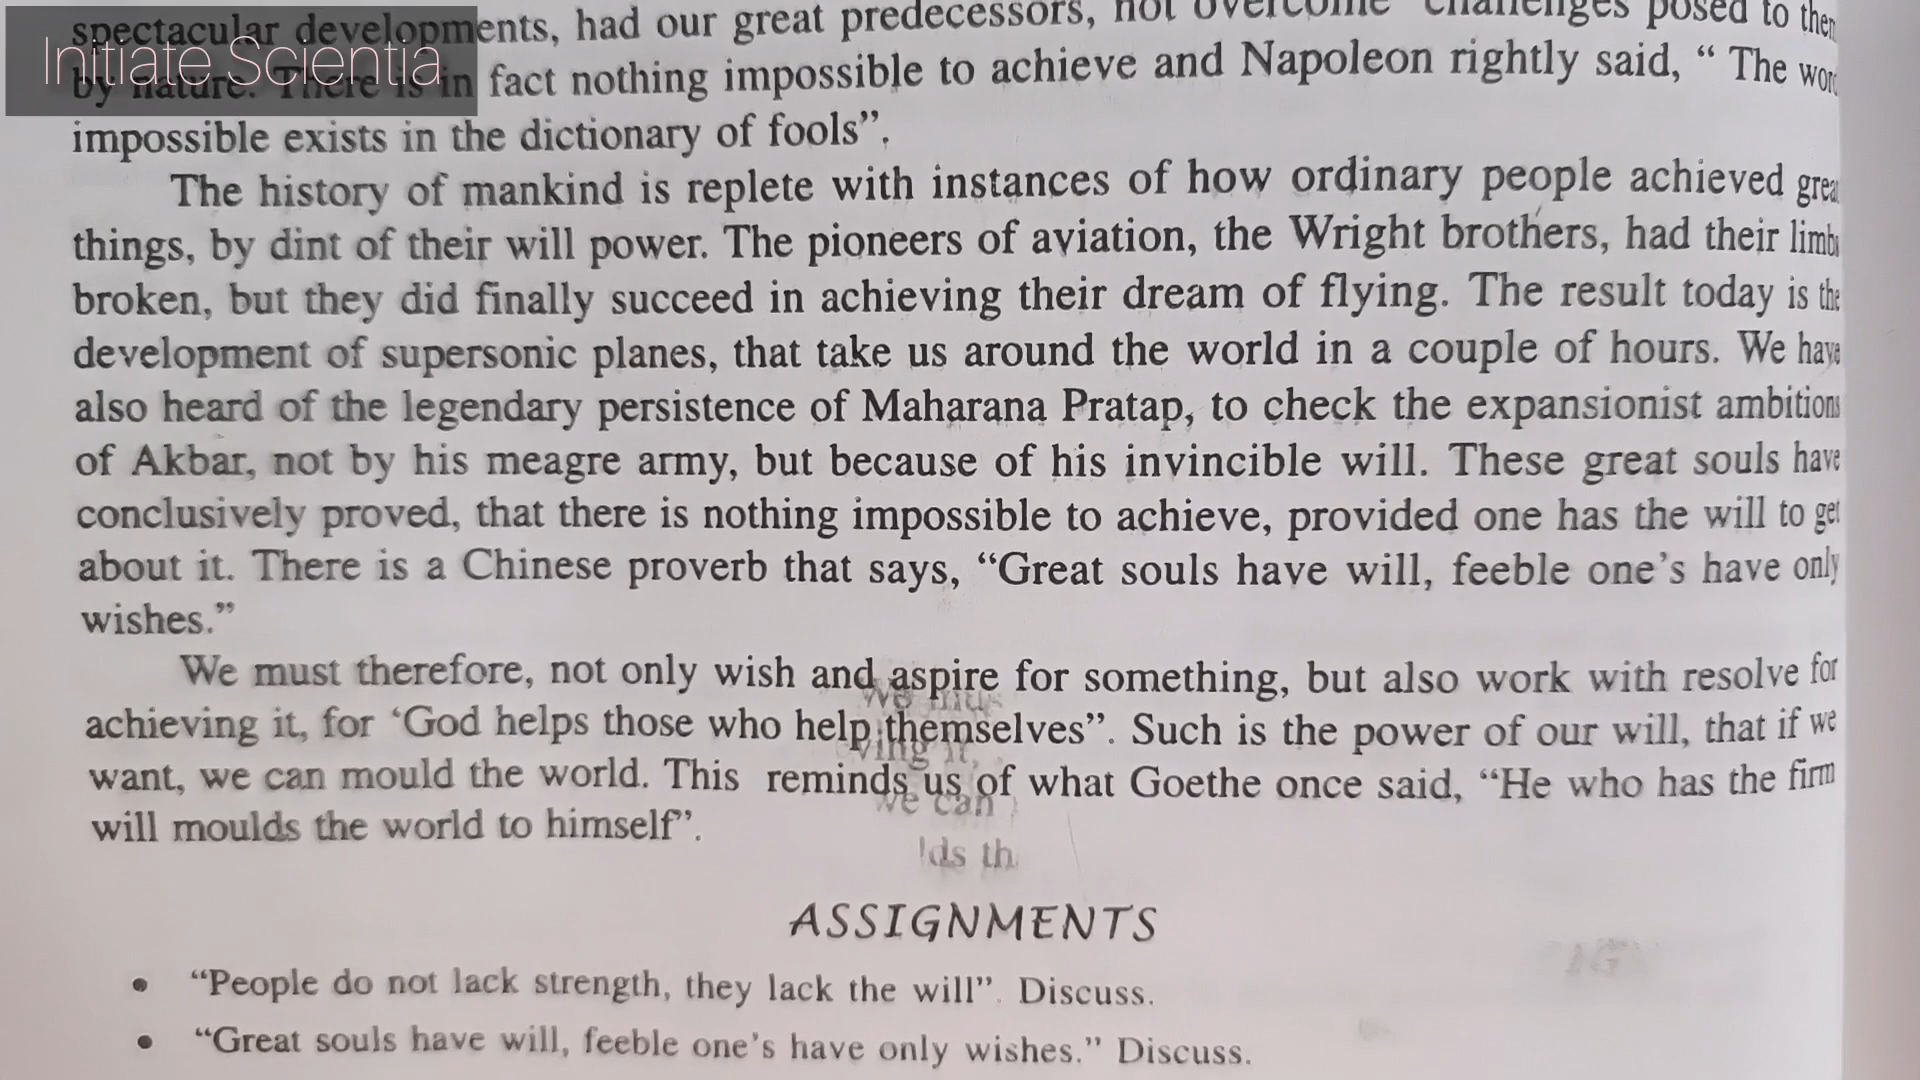 Initiate Scientia
spectacular developments, had our great predecessors, not overcome challenges posed to then
by nature. There is in fact nothing impossible to achieve and Napoleon rightly said, “ The wor
impossible exists in the dictionary of fools”.
The history of mankind is replete with instances of how ordinary people achieved grea
things, by dint of their will power. The pioneers of aviation, the Wright brothers, had their limb
broken, but they did finally succeed in achieving their dream of flying. The result today is the
development of supersonic planes, that take us around the world in a couple of hours. We have
also heard of the legendary persistence of Maharana Pratap, to check the expansionist ambitions
of Akbar, not by his meagre army, but because of his invincible will. These great souls have
conclusively proved, that there is nothing impossible to achieve, provided one has the will to get
about it. There is a Chinese proverb that says, “Great souls have will, feeble one’s have only
wishes.”
We must therefore, not only wish and aspire for something, but also work with resolve for
achieving it, for ‘God helps those who help themselves”. Such is the power of our will, that if we
want, we can mould the world. This reminds us of what Goethe once said, “He who has the firm
will moulds the world to himself”.
ASSIGNMENTS
• “People do not lack strength, they lack the will”. Discuss.
• “Great souls have will, feeble one’s have only wishes.” Discuss.